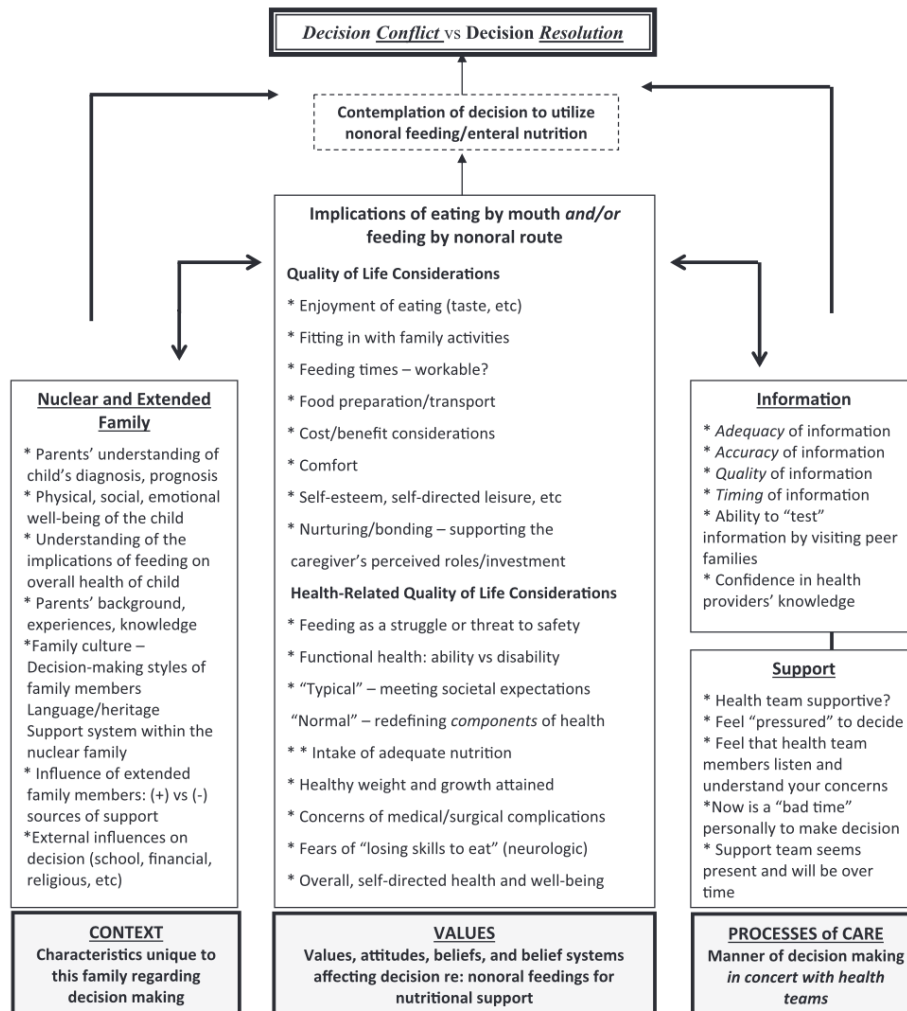 Decision Conflict vs Decision Resolution
Contemplation of decision to utilize
nonoral feeding/enteral nutrition
Implications of eating by mouth and/or
feeding by nonoral route
Quality of Life Considerations
* Enjoyment of eating (taste, etc)
* Fitting in with family activities
* Feeding times – workable?
* Food preparation/transport
* Cost/benefit considerations
* Comfort
* Self-esteem, self-directed leisure, etc
* Nurturing/bonding – supporting the
caregiver's perceived roles/investment
Health-Related Quality of Life Considerations
* Feeding as a struggle or threat to safety
* Functional health: ability vs disability
* “Typical” – meeting societal expectations
“Normal” – redefining components of health
* * Intake of adequate nutrition
* Healthy weight and growth attained
* Concerns of medical/surgical complications
* Fears of “losing skills to eat” (neurologic)
* Overall, self-directed health and well-being
Nuclear and Extended
Family
* Parents' understanding of
child's diagnosis, prognosis
* Physical, social, emotional
well-being of the child
* Understanding of the
implications of feeding on
overall health of child
* Parents' background,
experiences, knowledge
*Family culture –
Decision-making styles of
family members
Language/heritage
Support system within the
nuclear family
* Influence of extended
family members: (+) vs (-)
sources of support
*External influences on
decision (school, financial,
religious, etc)
Information
* Adequacy of information
* Accuracy of information
* Quality of information
* Timing of information
* Ability to “test”
information by visiting peer
families
* Confidence in health
providers' knowledge
Support
* Health team supportive?
* Feel “pressured” to decide
* Feel that health team
members listen and
understand your concerns
*Now is a “bad time”
personally to make decision
* Support team seems
present and will be over
time
CONTEXT
Characteristics unique to
this family regarding
decision making
VALUES
Values, attitudes, beliefs, and belief systems
affecting decision re: nonoral feedings for
nutritional support
PROCESSES of CARE
Manner of decision making
in concert with health
teams